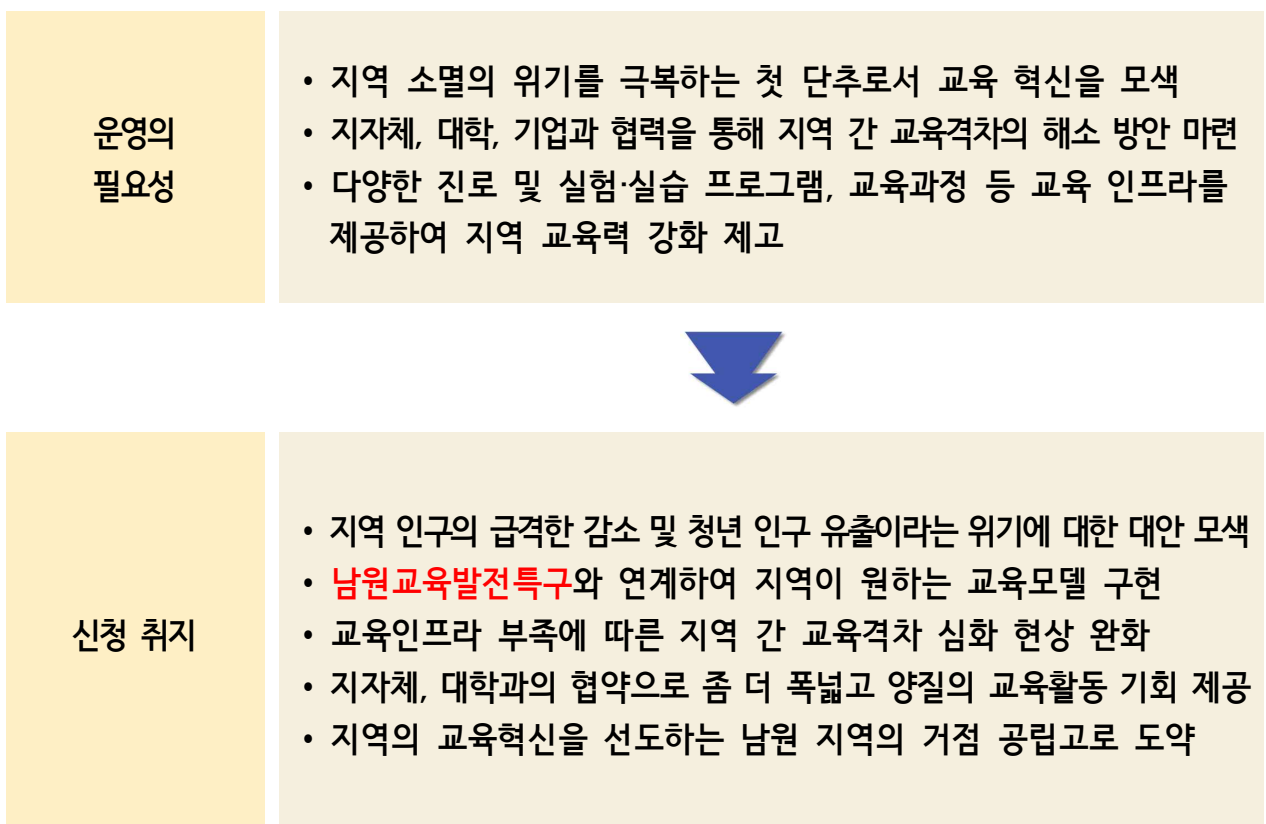 운영의
필요성
• 지역 소멸의 위기를 극복하는 첫 단추로서 교육 혁신을 모색
• 지자체, 대학, 기업과 협력을 통해 지역 간 교육격차의 해소 방안 마련
• 다양한 진로 및 실험·실습 프로그램, 교육과정 등 교육 인프라를
제공하여 지역 교육력 강화 제고
신청 취지
• 지역 인구의 급격한 감소 및 청년 인구 유출이라는 위기에 대한 대안 모색
• 남원교육발전특구와 연계하여 지역이 원하는 교육모델 구현
• 교육인프라 부족에 따른 지역 간 교육격차 심화 현상 완화
• 지자체, 대학과의 협약으로 좀 더 폭넓고 양질의 교육활동 기회 제공
• 지역의 교육혁신을 선도하는 남원 지역의 거점 공립고로 도약